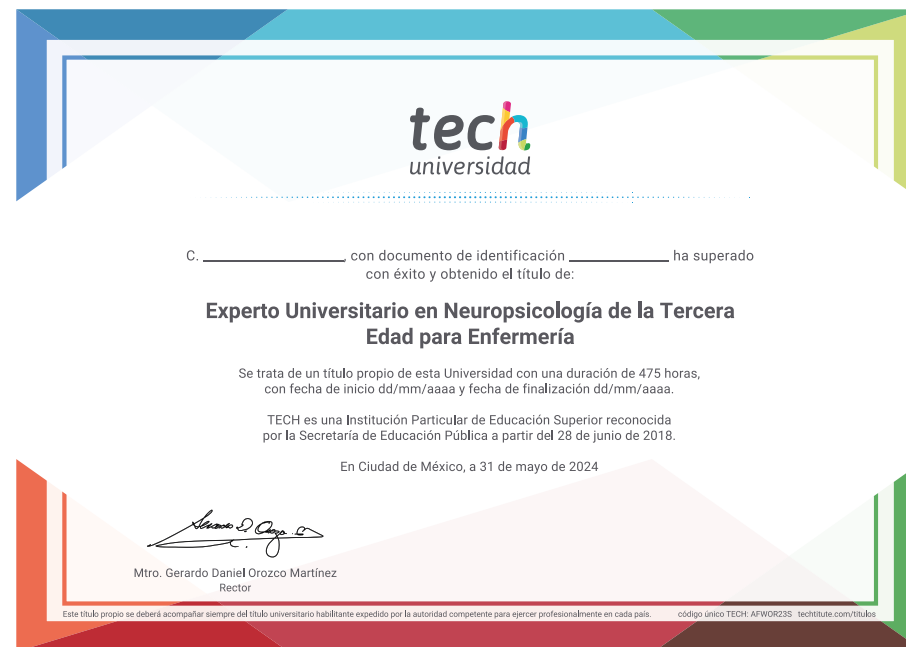 tech
universidad
C. ____________________, con documento de identificación ______________ ha superado
con éxito y obtenido el título de:
Experto Universitario en Neuropsicología de la Tercera
Edad para Enfermería
Se trata de un título propio de esta Universidad con una duración de 475 horas,
con fecha de inicio dd/mm/aaaa y fecha de finalización dd/mm/aaaa.
TECH es una Institución Particular de Educación Superior reconocida
por la Secretaría de Educación Pública a partir del 28 de junio de 2018.
En Ciudad de México, a 31 de mayo de 2024
Mtro. Gerardo Daniel Orozco Martínez
Rector
Este título propio se deberá acompañar siempre del título universitario habilitante expedido por la autoridad competente para ejercer profesionalmente en cada país. código único TECH: AFWOR23S techtitute.com/titulos